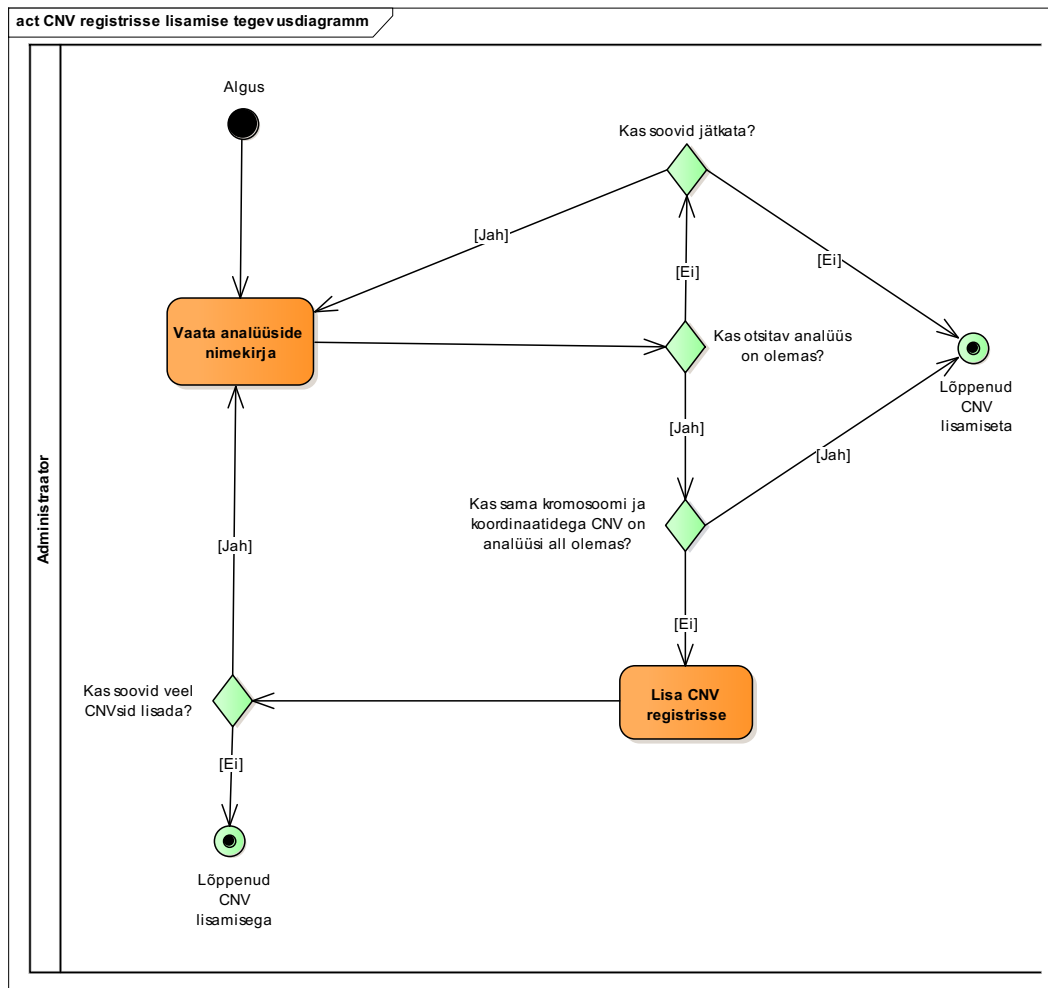 act CNV registrisse lisamise tegevusdiagramm
Algus
Kas soovid jätkata?
[Jah]
[Ei]
[Ei]
Vaata analüüside
nimekirja
Kas otsitav analüüs
on olemas?
Lõppenud
CNV
lisamiseta
[Jah]
[Jah]
Kas sama kromosoomi ja
koordinaatidega CNV on
analüüsi all olemas?
Administraator
[Jah]
[Ei]
Kas soovid veel
CNVsid lisada?
Lisa CNV
registrisse
[Ei]
Lõppenud
CNV
lisamisega